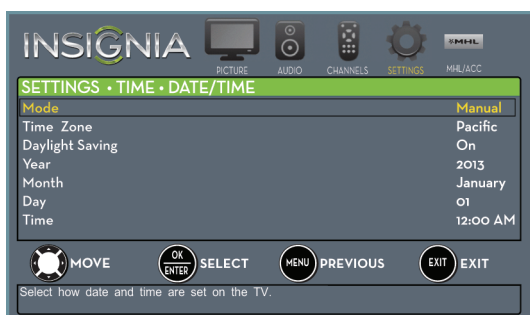 INSIGNIA
PICTURE AUDIO CHANNELS SETTINGS MHL MHL/ACC
SETTINGS • TIME • DATE/TIME
Mode Manual
Time Zone Pacific
Daylight Saving On
Year 2013
Month January
Day 01
Time 12:00 AM
MOVE OK ENTER SELECT MENU PREVIOUS EXIT EXIT
Select how date and time are set on the TV.